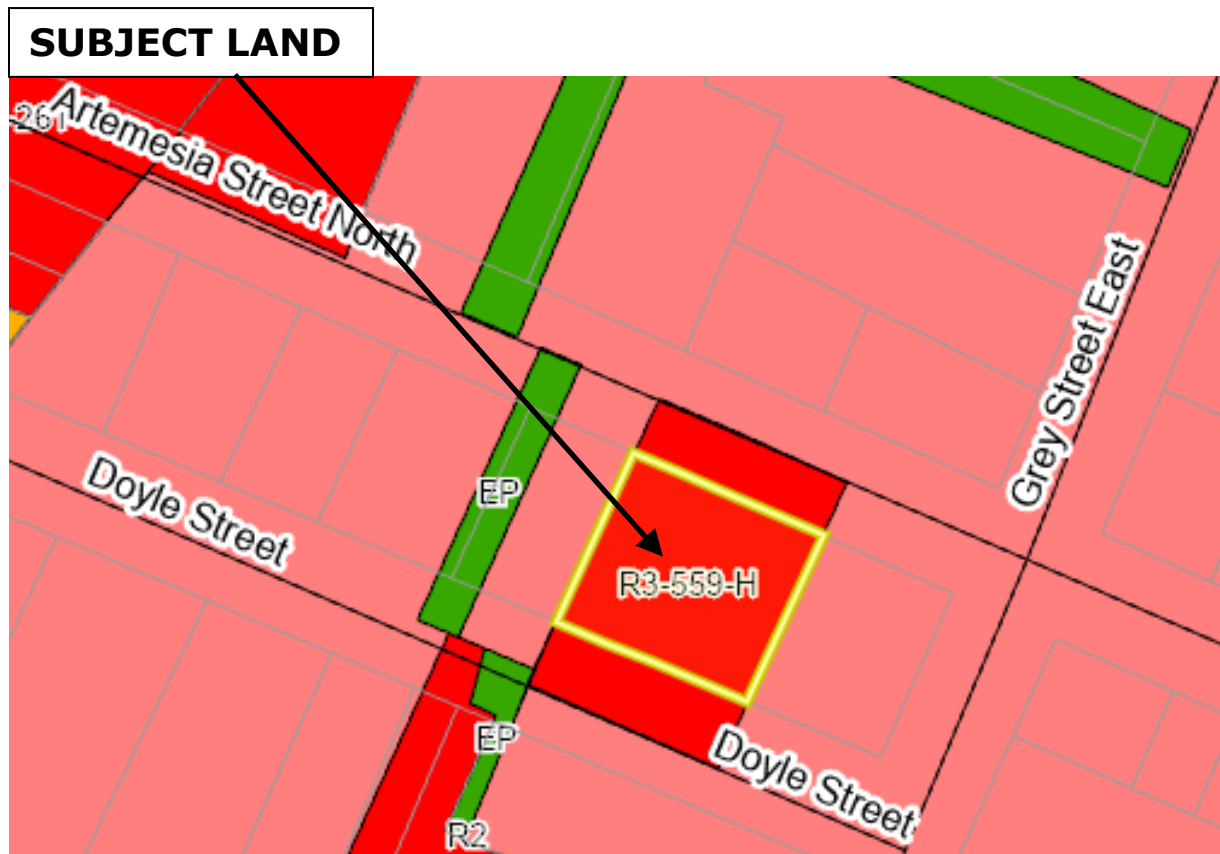 SUBJECT LAND
261
Artemesia Street North
Grey Street East
EP
Doyle Street
R3-559-H
EP
Doyle Street
R2